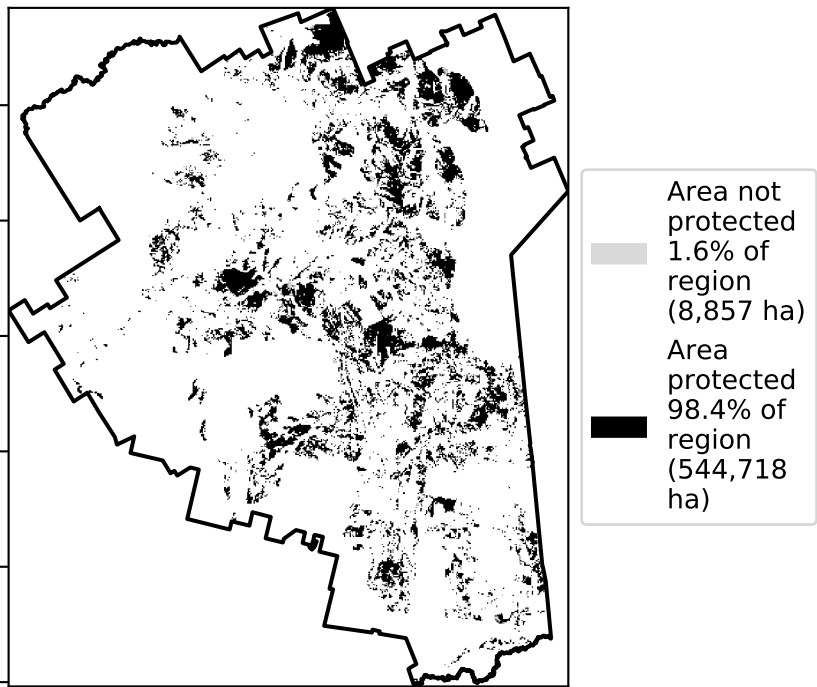 Area not
protected
1.6% of
region
(8,857 ha)
Area
protected
98.4% of
region
(544,718
ha)